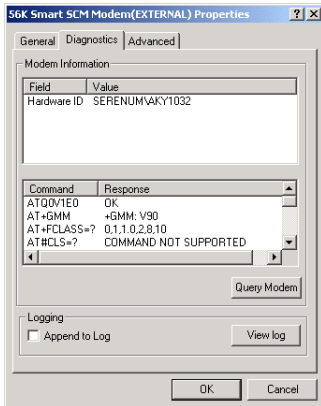 56K Smart SCM Modem(EXTERNAL) Properties
General Diagnostics Advanced
Modem Information
Field Value
Hardware ID SERENUM\AKY1032
Command Response
ATQ0V1E0 OK
AT+GMM +GMM: V90
AT+FCLASS=? 0,1,1.0,2,8,10
AT#CLS=? COMMAND NOT SUPPORTED
Query Modem
Logging
Append to Log
View log
OK Cancel